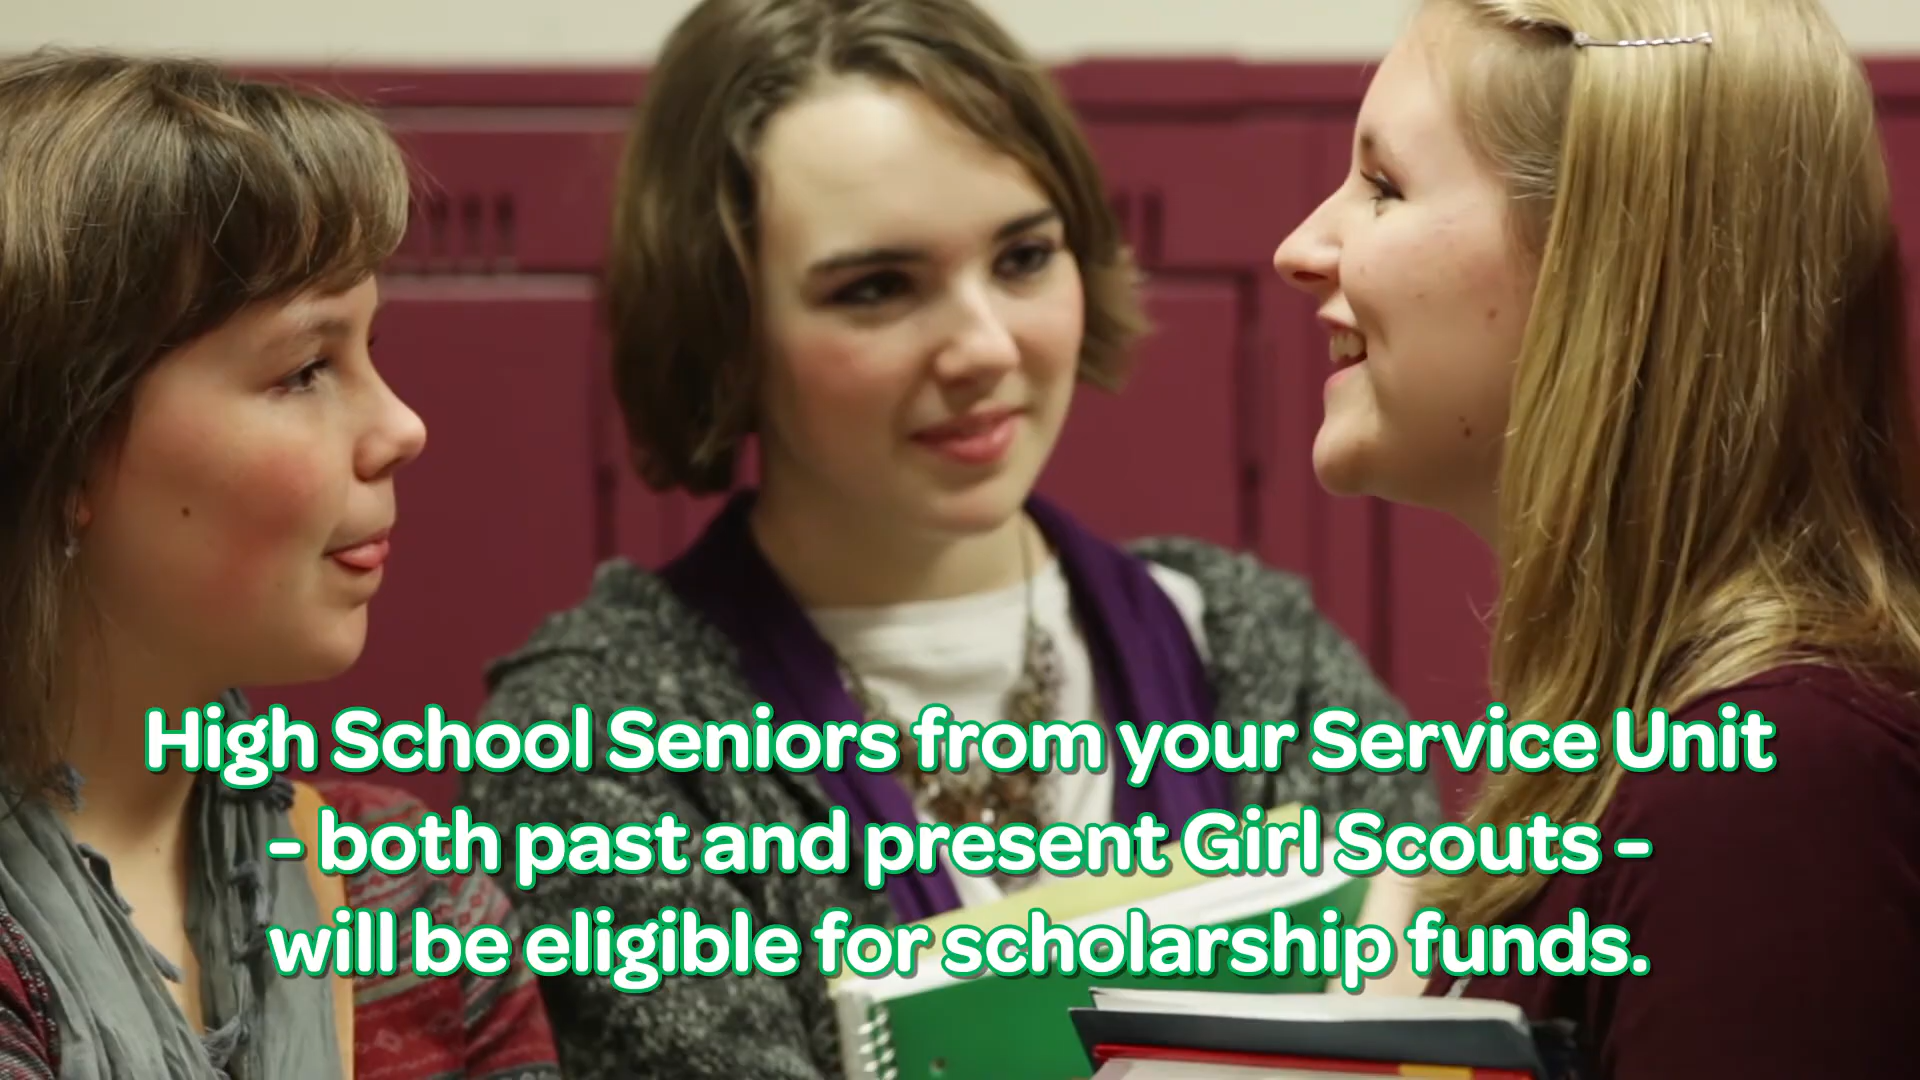 High School Seniors from your Service Unit
- both past and present Girl Scouts -
will be eligible for scholarship funds.